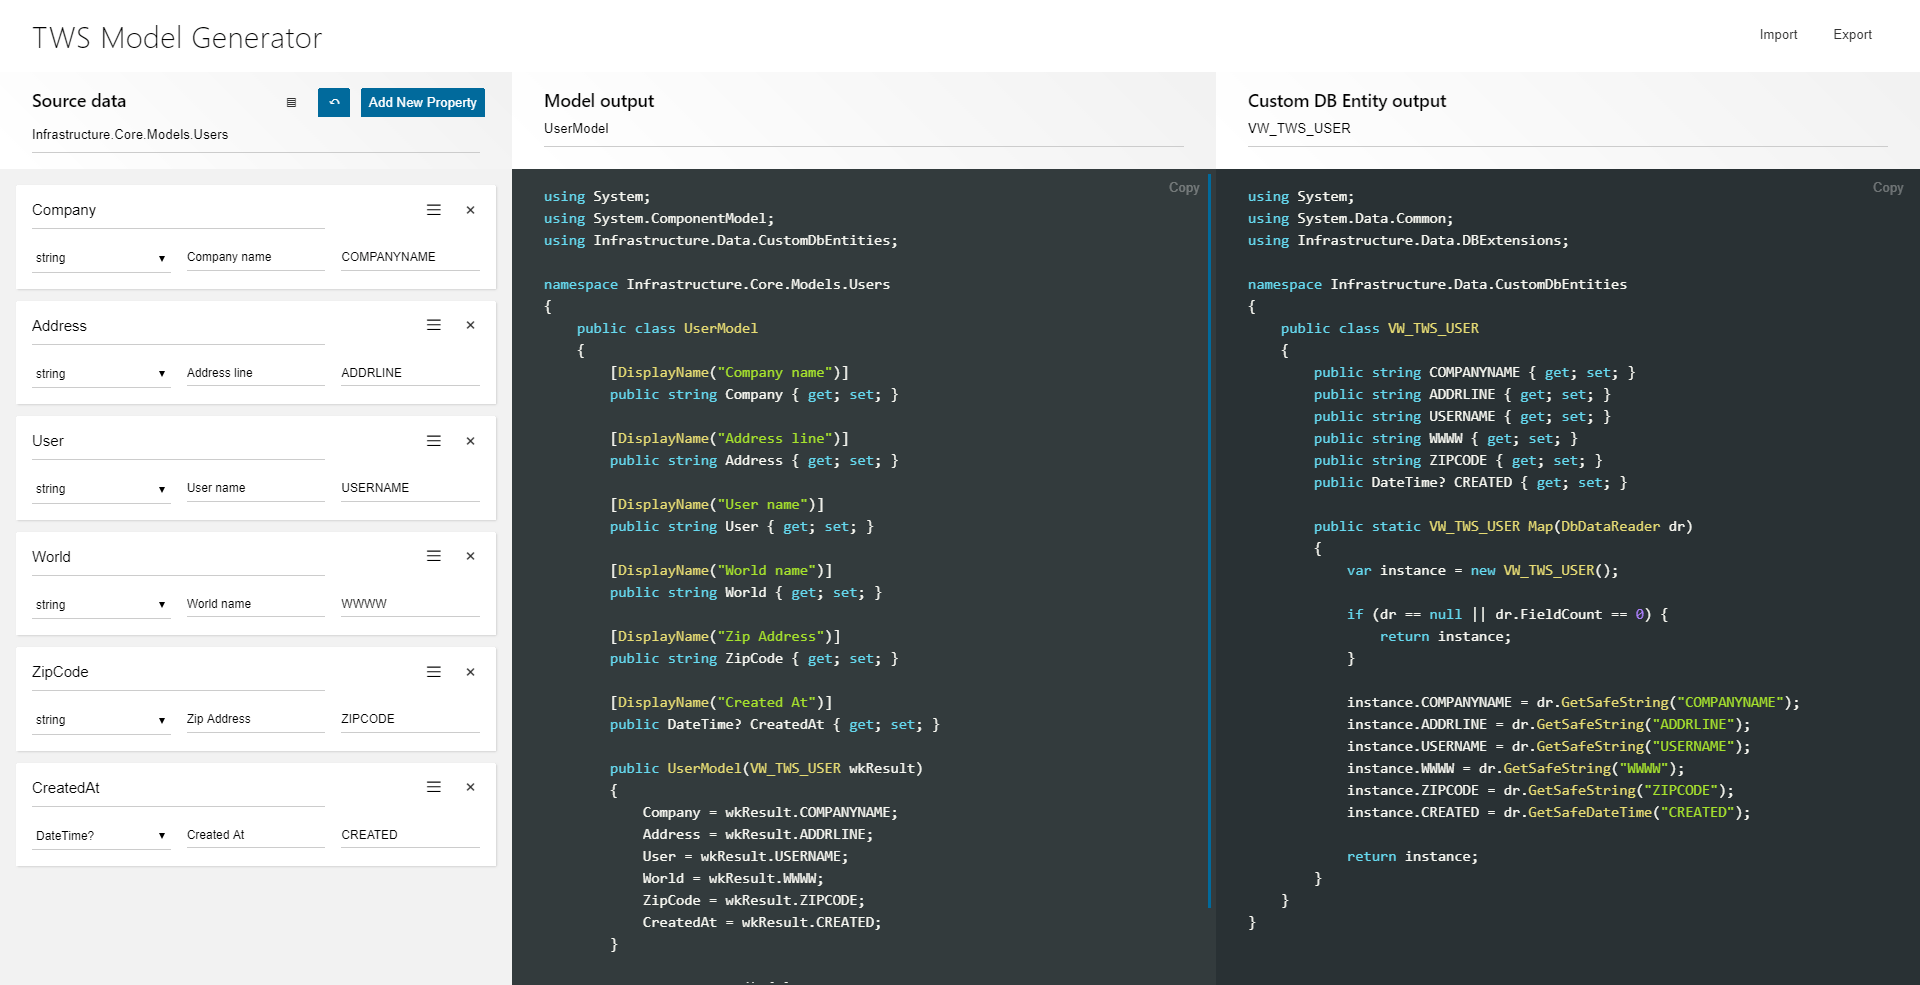 TWS Model Generator
Import
Export
Source data
Add New Property
Infrastructure.Core.Models.Users
Company
string
Company name
COMPANYNAME
Address
string
Address line
ADDRLINE
User
string
User name
USERNAME
World
string
World name
WWWW
ZipCode
string
Zip Address
ZIPCODE
CreatedAt
DateTime?
Created At
CREATED
Model output
UserModel
Copy
using System;
using System.ComponentModel;
using Infrastructure.Data.CustomDbEntities;
namespace Infrastructure.Core.Models.Users
{
    public class UserModel
    {
        [DisplayName("Company name")]
        public string Company { get; set; }
        [DisplayName("Address line")]
        public string Address { get; set; }
        [DisplayName("User name")]
        public string User { get; set; }
        [DisplayName("World name")]
        public string World { get; set; }
        [DisplayName("Zip Address")]
        public string ZipCode { get; set; }
        [DisplayName("Created At")]
        public DateTime? CreatedAt { get; set; }
        public UserModel(VW_TWS_USER wkResult)
        {
            Company = wkResult.COMPANYNAME;
            Address = wkResult.ADDRLINE;
            User = wkResult.USERNAME;
            World = wkResult.WWWW;
            ZipCode = wkResult.ZIPCODE;
            CreatedAt = wkResult.CREATED;
        }
Custom DB Entity output
VW_TWS_USER
Copy
using System;
using System.Data.Common;
using Infrastructure.Data.DBExtensions;
namespace Infrastructure.Data.CustomDbEntities
{
    public class VW_TWS_USER
    {
        public string COMPANYNAME { get; set; }
        public string ADDRLINE { get; set; }
        public string USERNAME { get; set; }
        public string WWWW { get; set; }
        public string ZIPCODE { get; set; }
        public DateTime? CREATED { get; set; }
        public static VW_TWS_USER Map(DbDataReader dr)
        {
            var instance = new VW_TWS_USER();
            if (dr == null || dr.FieldCount == 0) {
                return instance;
            }
            instance.COMPANYNAME = dr.GetSafeString("COMPANYNAME");
            instance.ADDRLINE = dr.GetSafeString("ADDRLINE");
            instance.USERNAME = dr.GetSafeString("USERNAME");
            instance.WWWW = dr.GetSafeString("WWWW");
            instance.ZIPCODE = dr.GetSafeString("ZIPCODE");
            instance.CREATED = dr.GetSafeDateTime("CREATED");
            return instance;
        }
    }
}